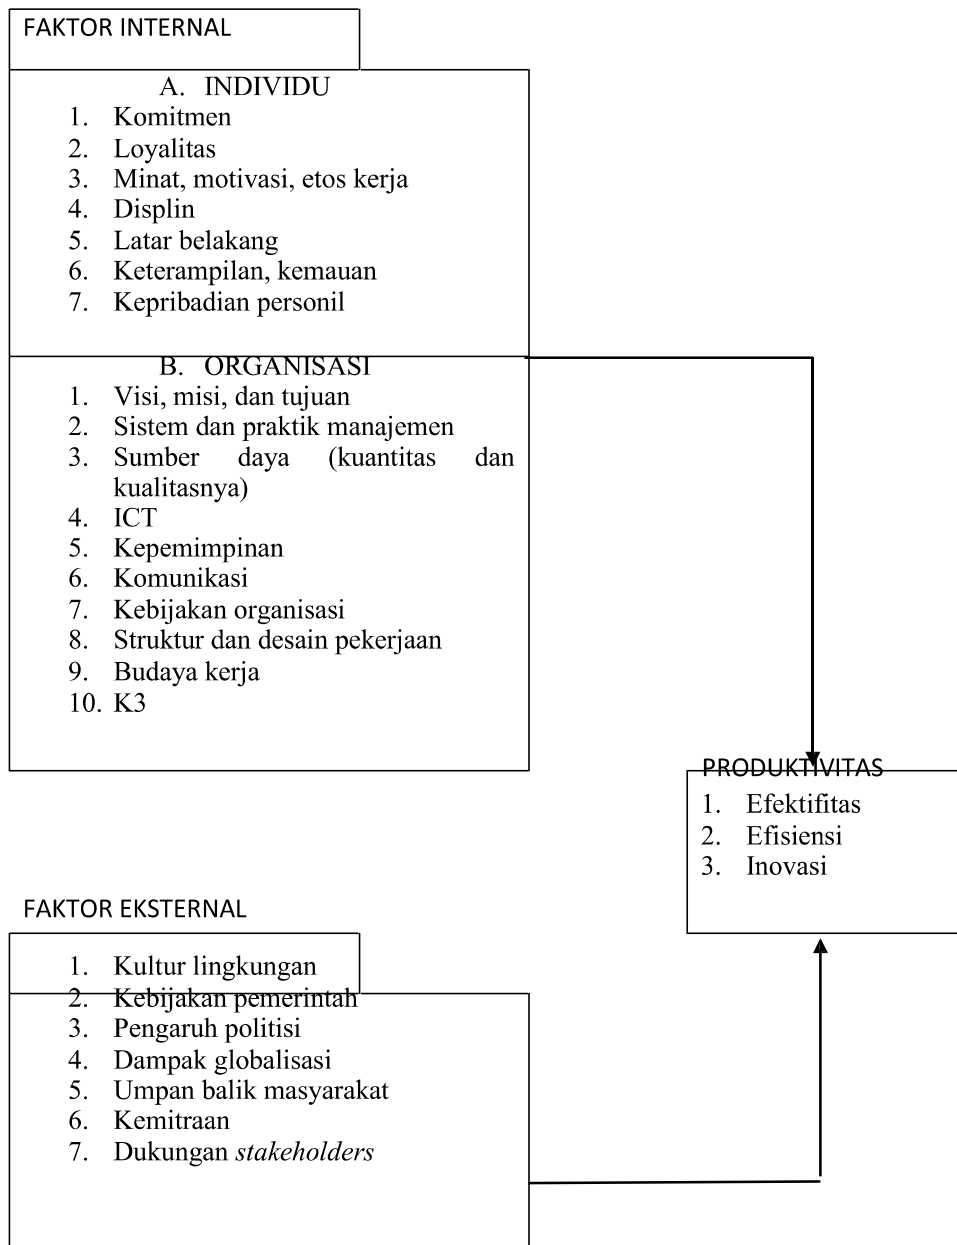 FAKTOR INTERNAL
A. INDIVIDU
1. Komitmen
2. Loyalitas
3. Minat, motivasi, etos kerja
4. Displin
5. Latar belakang
6. Keterampilan, kemauan
7. Kepribadian personil
B. ORGANISASI
1. Visi, misi, dan tujuan
2. Sistem dan praktik manajemen
3. Sumber daya (kuantitas dan
kualitasnya)
4. ICT
5. Kepemimpinan
6. Komunikasi
7. Kebijakan organisasi
8. Struktur dan desain pekerjaan
9. Budaya kerja
10. K3
PRODUKTIVITAS
1. Efektifitas
2. Efisiensi
3. Inovasi
FAKTOR EKSTERNAL
1. Kultur lingkungan
2. Kebijakan pemerintah
3. Pengaruh politisi
4. Dampak globalisasi
5. Umpan balik masyarakat
6. Kemitraan
7. Dukungan stakeholders